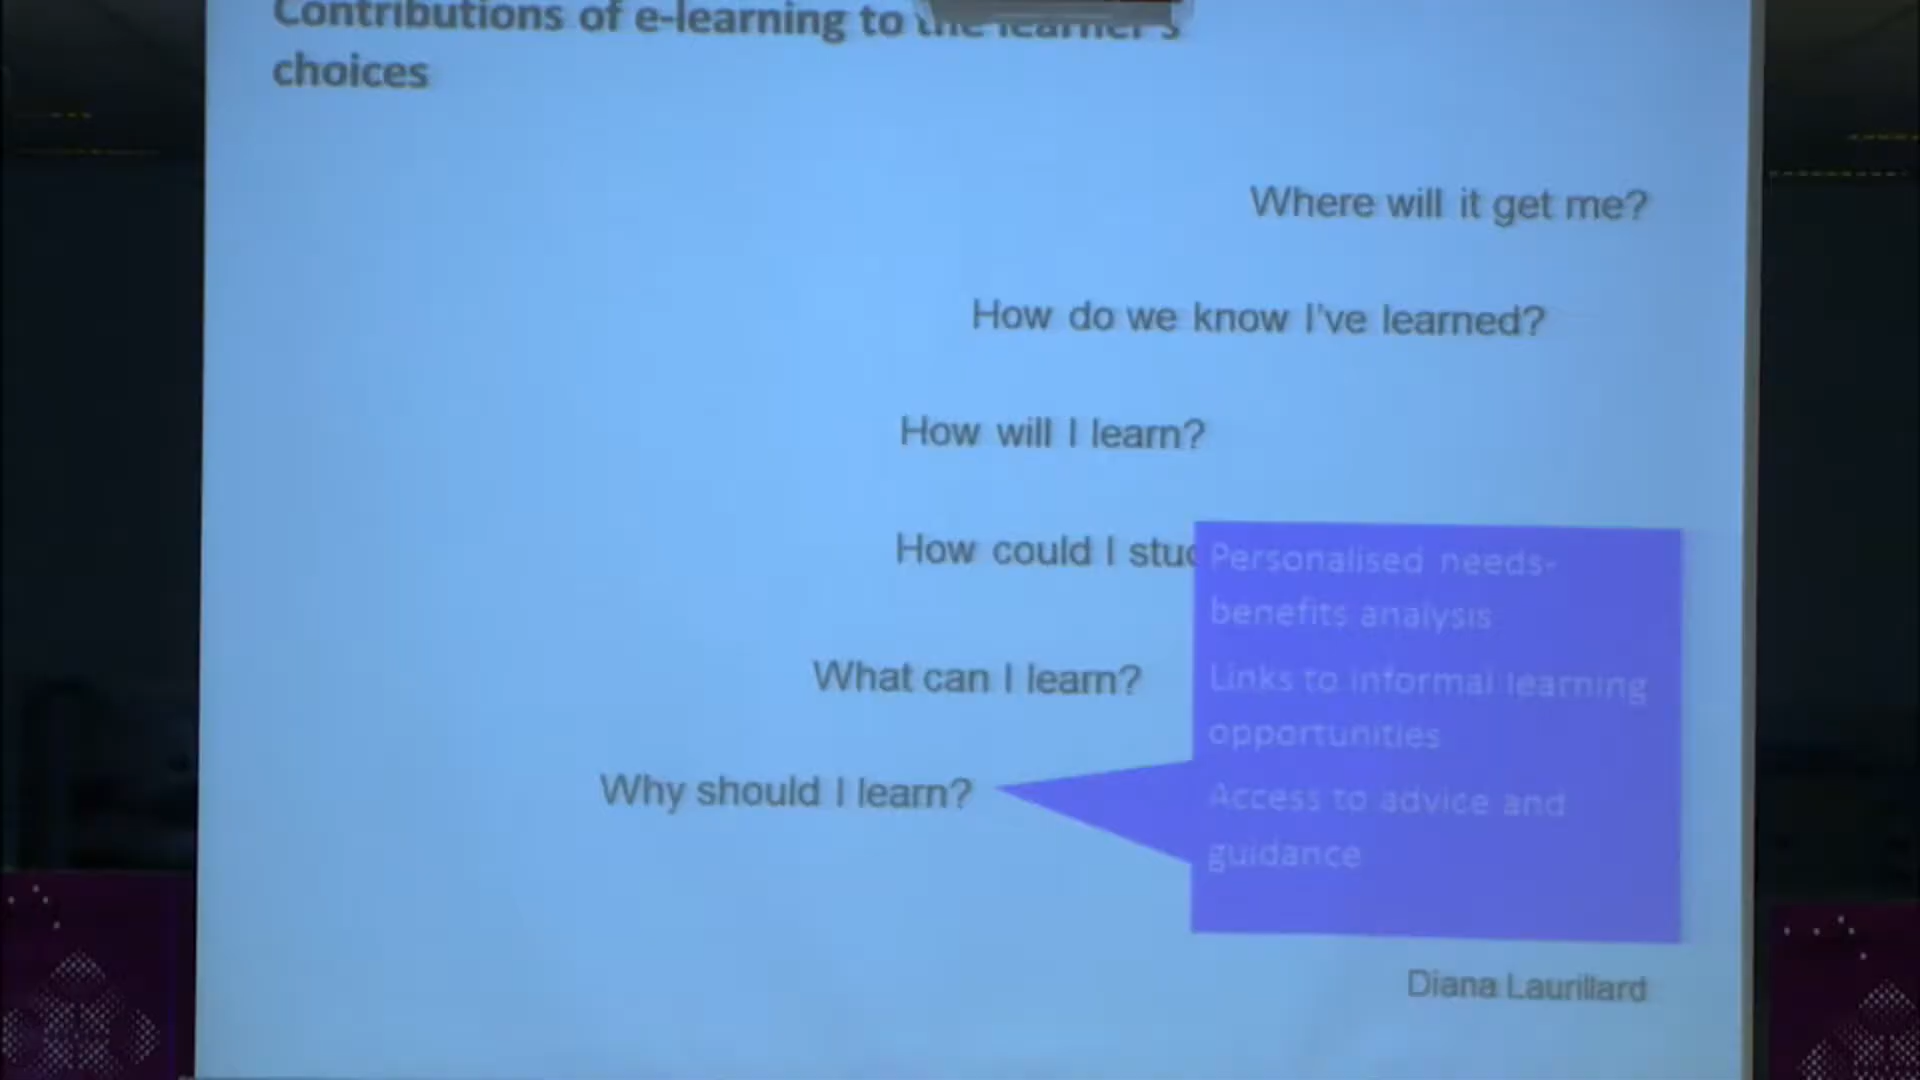 Contributions of e-learning to the learner's
choices
Where will it get me?
How do we know I've learned?
How will I learn?
How could I stud
Personalised needs-
benefits analysis
Links to informal learning
opportunities
What can I learn?
Why should I learn?
Access to advice and
guidance
Diana Laurillard